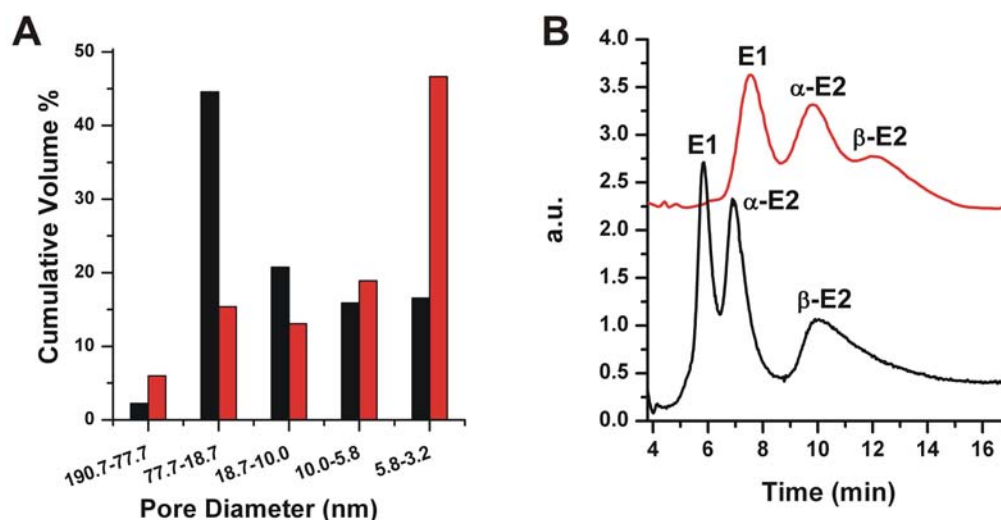 A
Cumulative Volume %
50
40
30
20
10
0
190.7-77.7
77.7-18.7
18.7-10.0
10.0-5.8
5.8-3.2
Pore Diameter (nm)
B
a.u.
4.0
3.5
3.0
2.5
2.0
1.5
1.0
0.5
0.0
E1
α-E2
β-E2
E1
α-E2
β-E2
4 6 8 10 12 14 16
Time (min)